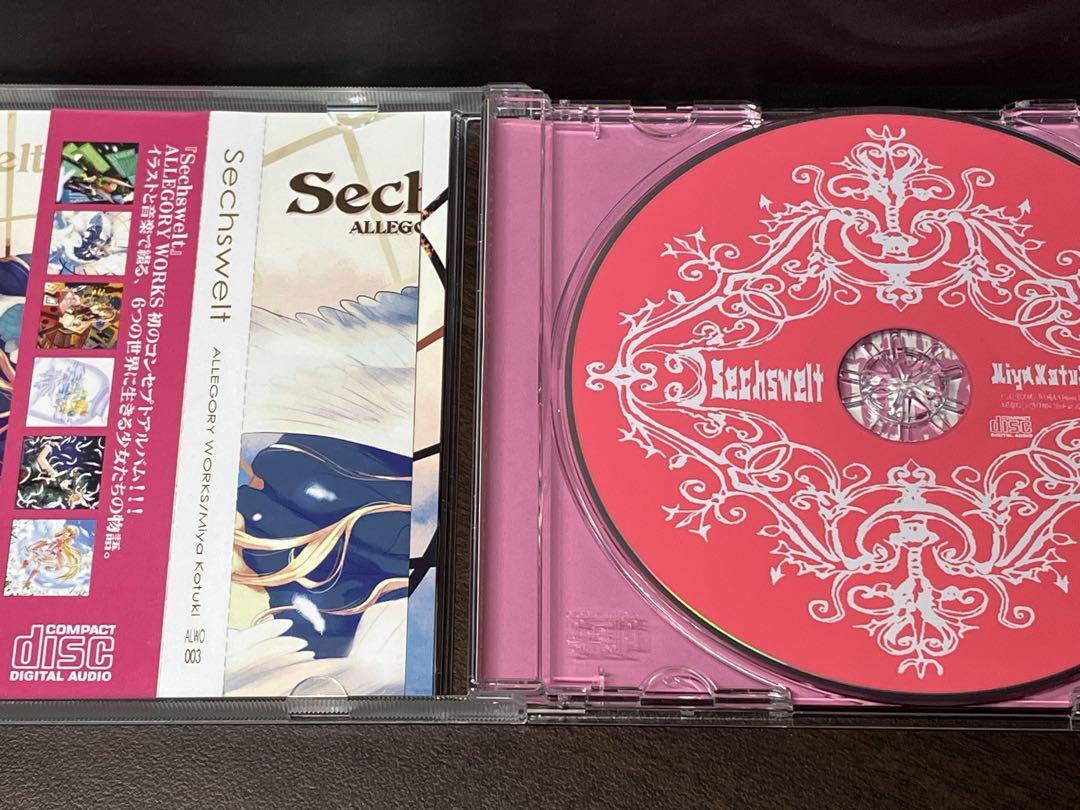 elt
『Sechswelt』
ALLEGORY WORKS 初のコンセプトアルバム!!!
イラストと音楽で綴る、6つの世界に生きる少女たちの物語。
COMPACT
disc
DIGITAL AUDIO
Sechswelt
ALLEGORY WORKS/Miya Kotuki
ALWO
003
Sech
ALLEG
Sechswelt
Miya Kotuki
COMPACT
disc
DIGITAL AUDIO